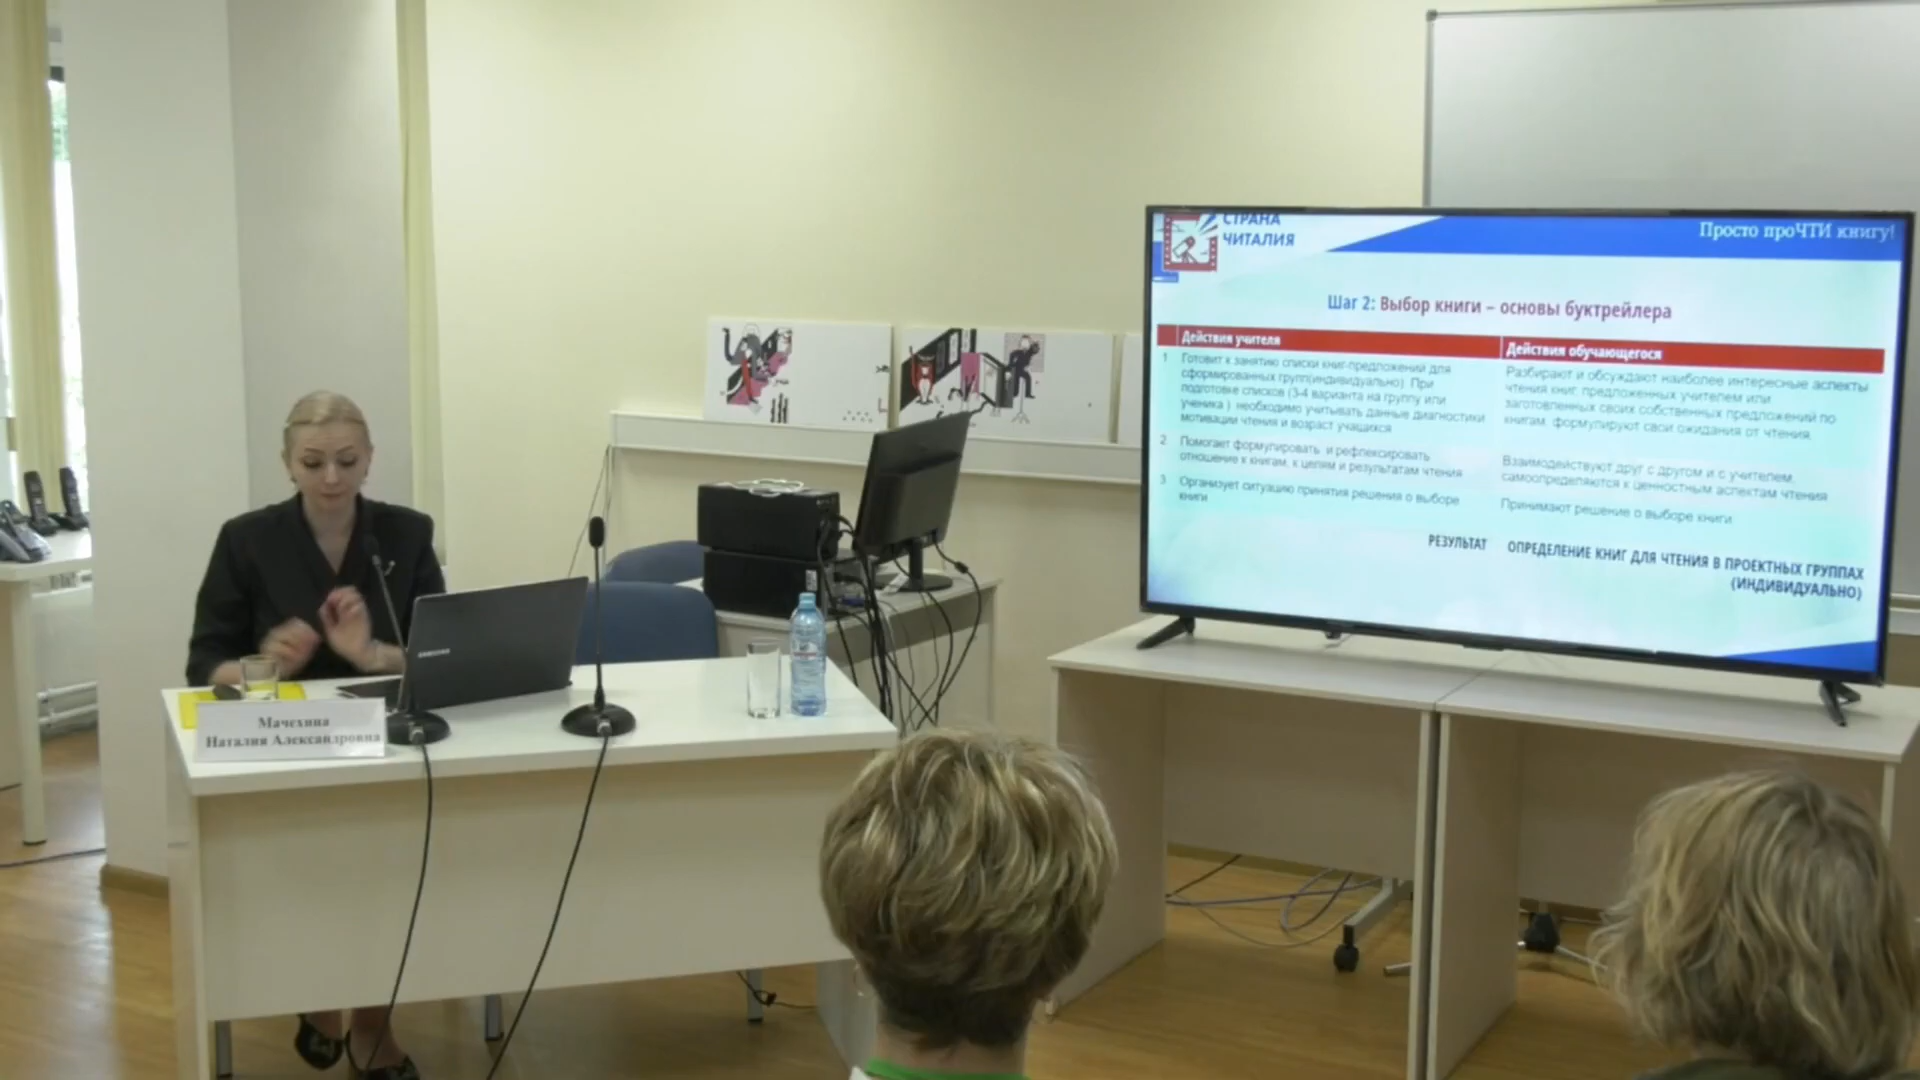 СТРАНА
ЧИТАЛИЯ
Просто проЧТИ книгу!
Шаг 2: Выбор книги – основы буктрейлера
Действия учителя
Действия обучающегося
1 Готовит к занятию списки книг-предложений для
сформированных групп(индивидуально). При
подготовке списков (3-4 варианта на группу или
ученика ) необходимо учитывать данные диагностики
мотивации чтения и возраст учащихся
Разбирают и обсуждают наиболее интересные аспекты
чтения книг, предложенных учителем или
заготовленных своих собственных предложений по
книгам, формулируют свои ожидания от чтения.
2 Помогает формулировать и рефлексировать
отношение к книгам, к целям и результатам чтения
Взаимодействуют друг с другом и с учителем,
самоопределяются к ценностным аспектам чтения
3 Организует ситуацию принятия решения о выборе
книги
Принимают решение о выборе книги
РЕЗУЛЬТАТ
ОПРЕДЕЛЕНИЕ КНИГ ДЛЯ ЧТЕНИЯ В ПРОЕКТНЫХ ГРУППАХ
(ИНДИВИДУАЛЬНО)
SAMSUNG
Мачехина
Наталия Александровна